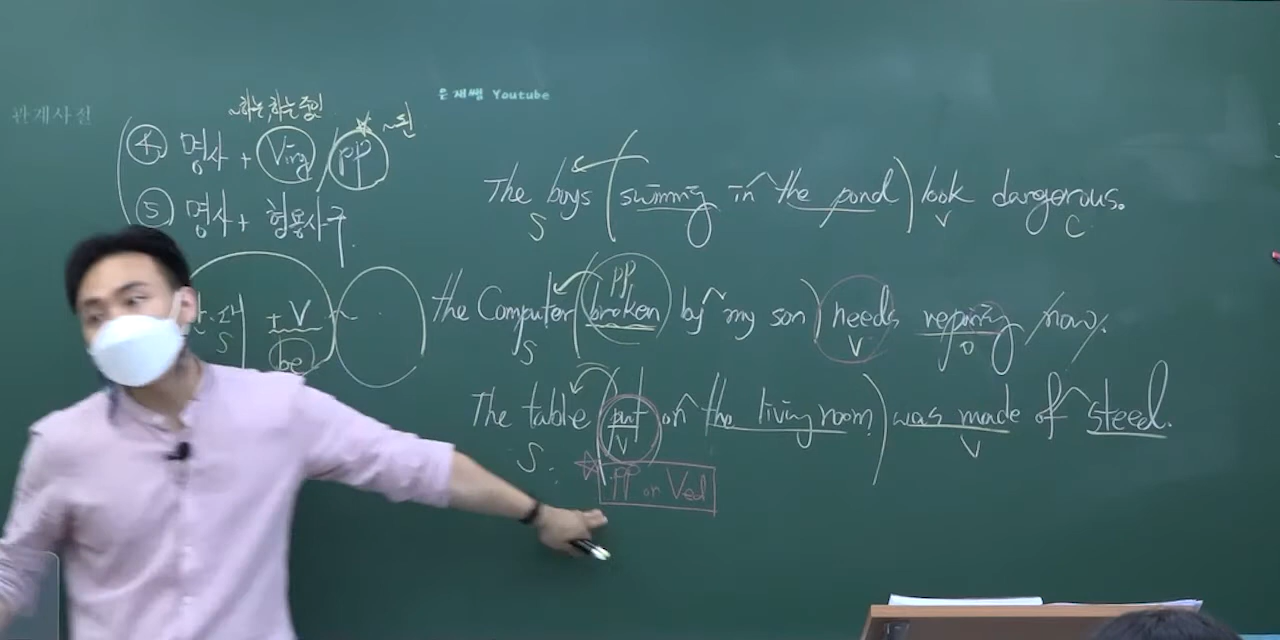 은재쌤 Youtube
관계사절
~하는, 하는 중인
~된
④ 명사 + Ving / PP
⑤ 명사 + 형용사구.
The boys (swimming in the pond) look dangerous.
S V C
PP
the Computer (broken by my son) needs repairing now.
S V O
S + V ~
be
The table (put on the living room) was made of steed.
S. V V
PP or Ved